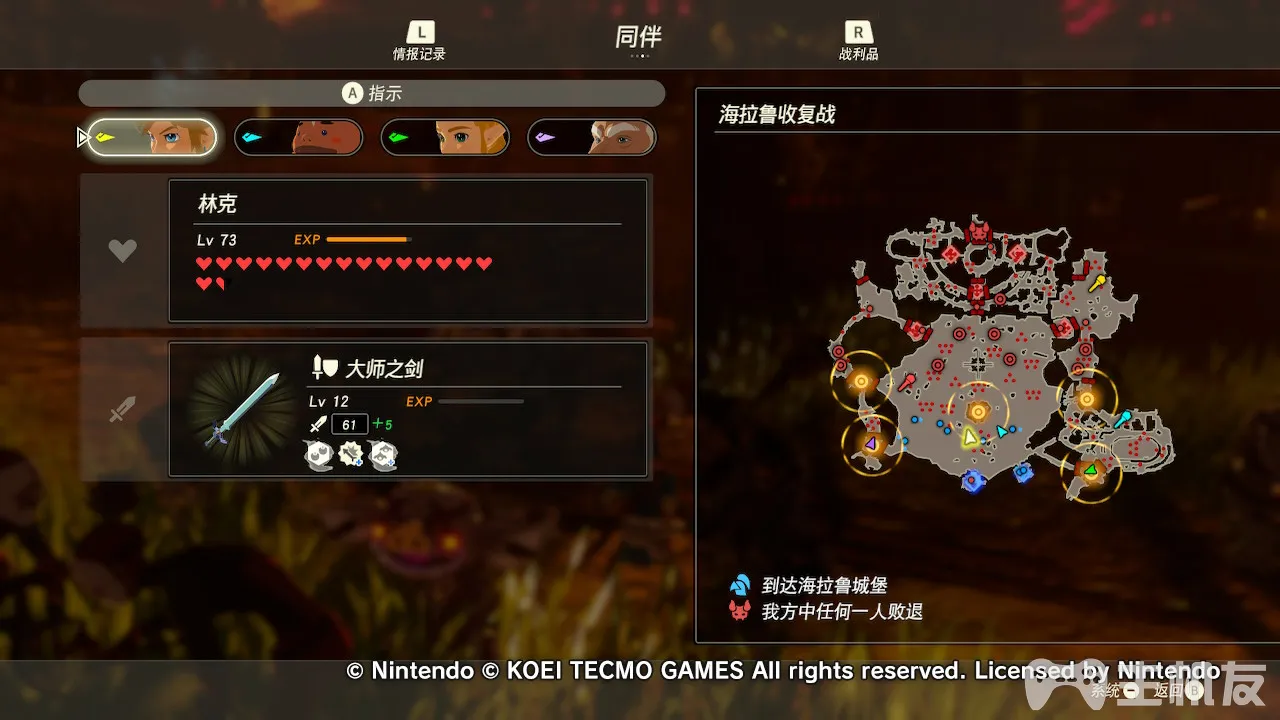 L
情报记录
同伴
R
战利品
A 指示
海拉鲁收复战
林克
Lv 73 EXP
大师之剑
Lv 12 EXP
61 +5
到达海拉鲁城堡
我方中任何一人败退
© Nintendo © KOEI TECMO GAMES All rights reserved. Licensed by Nintendo
系统 − 返回 B
主机友